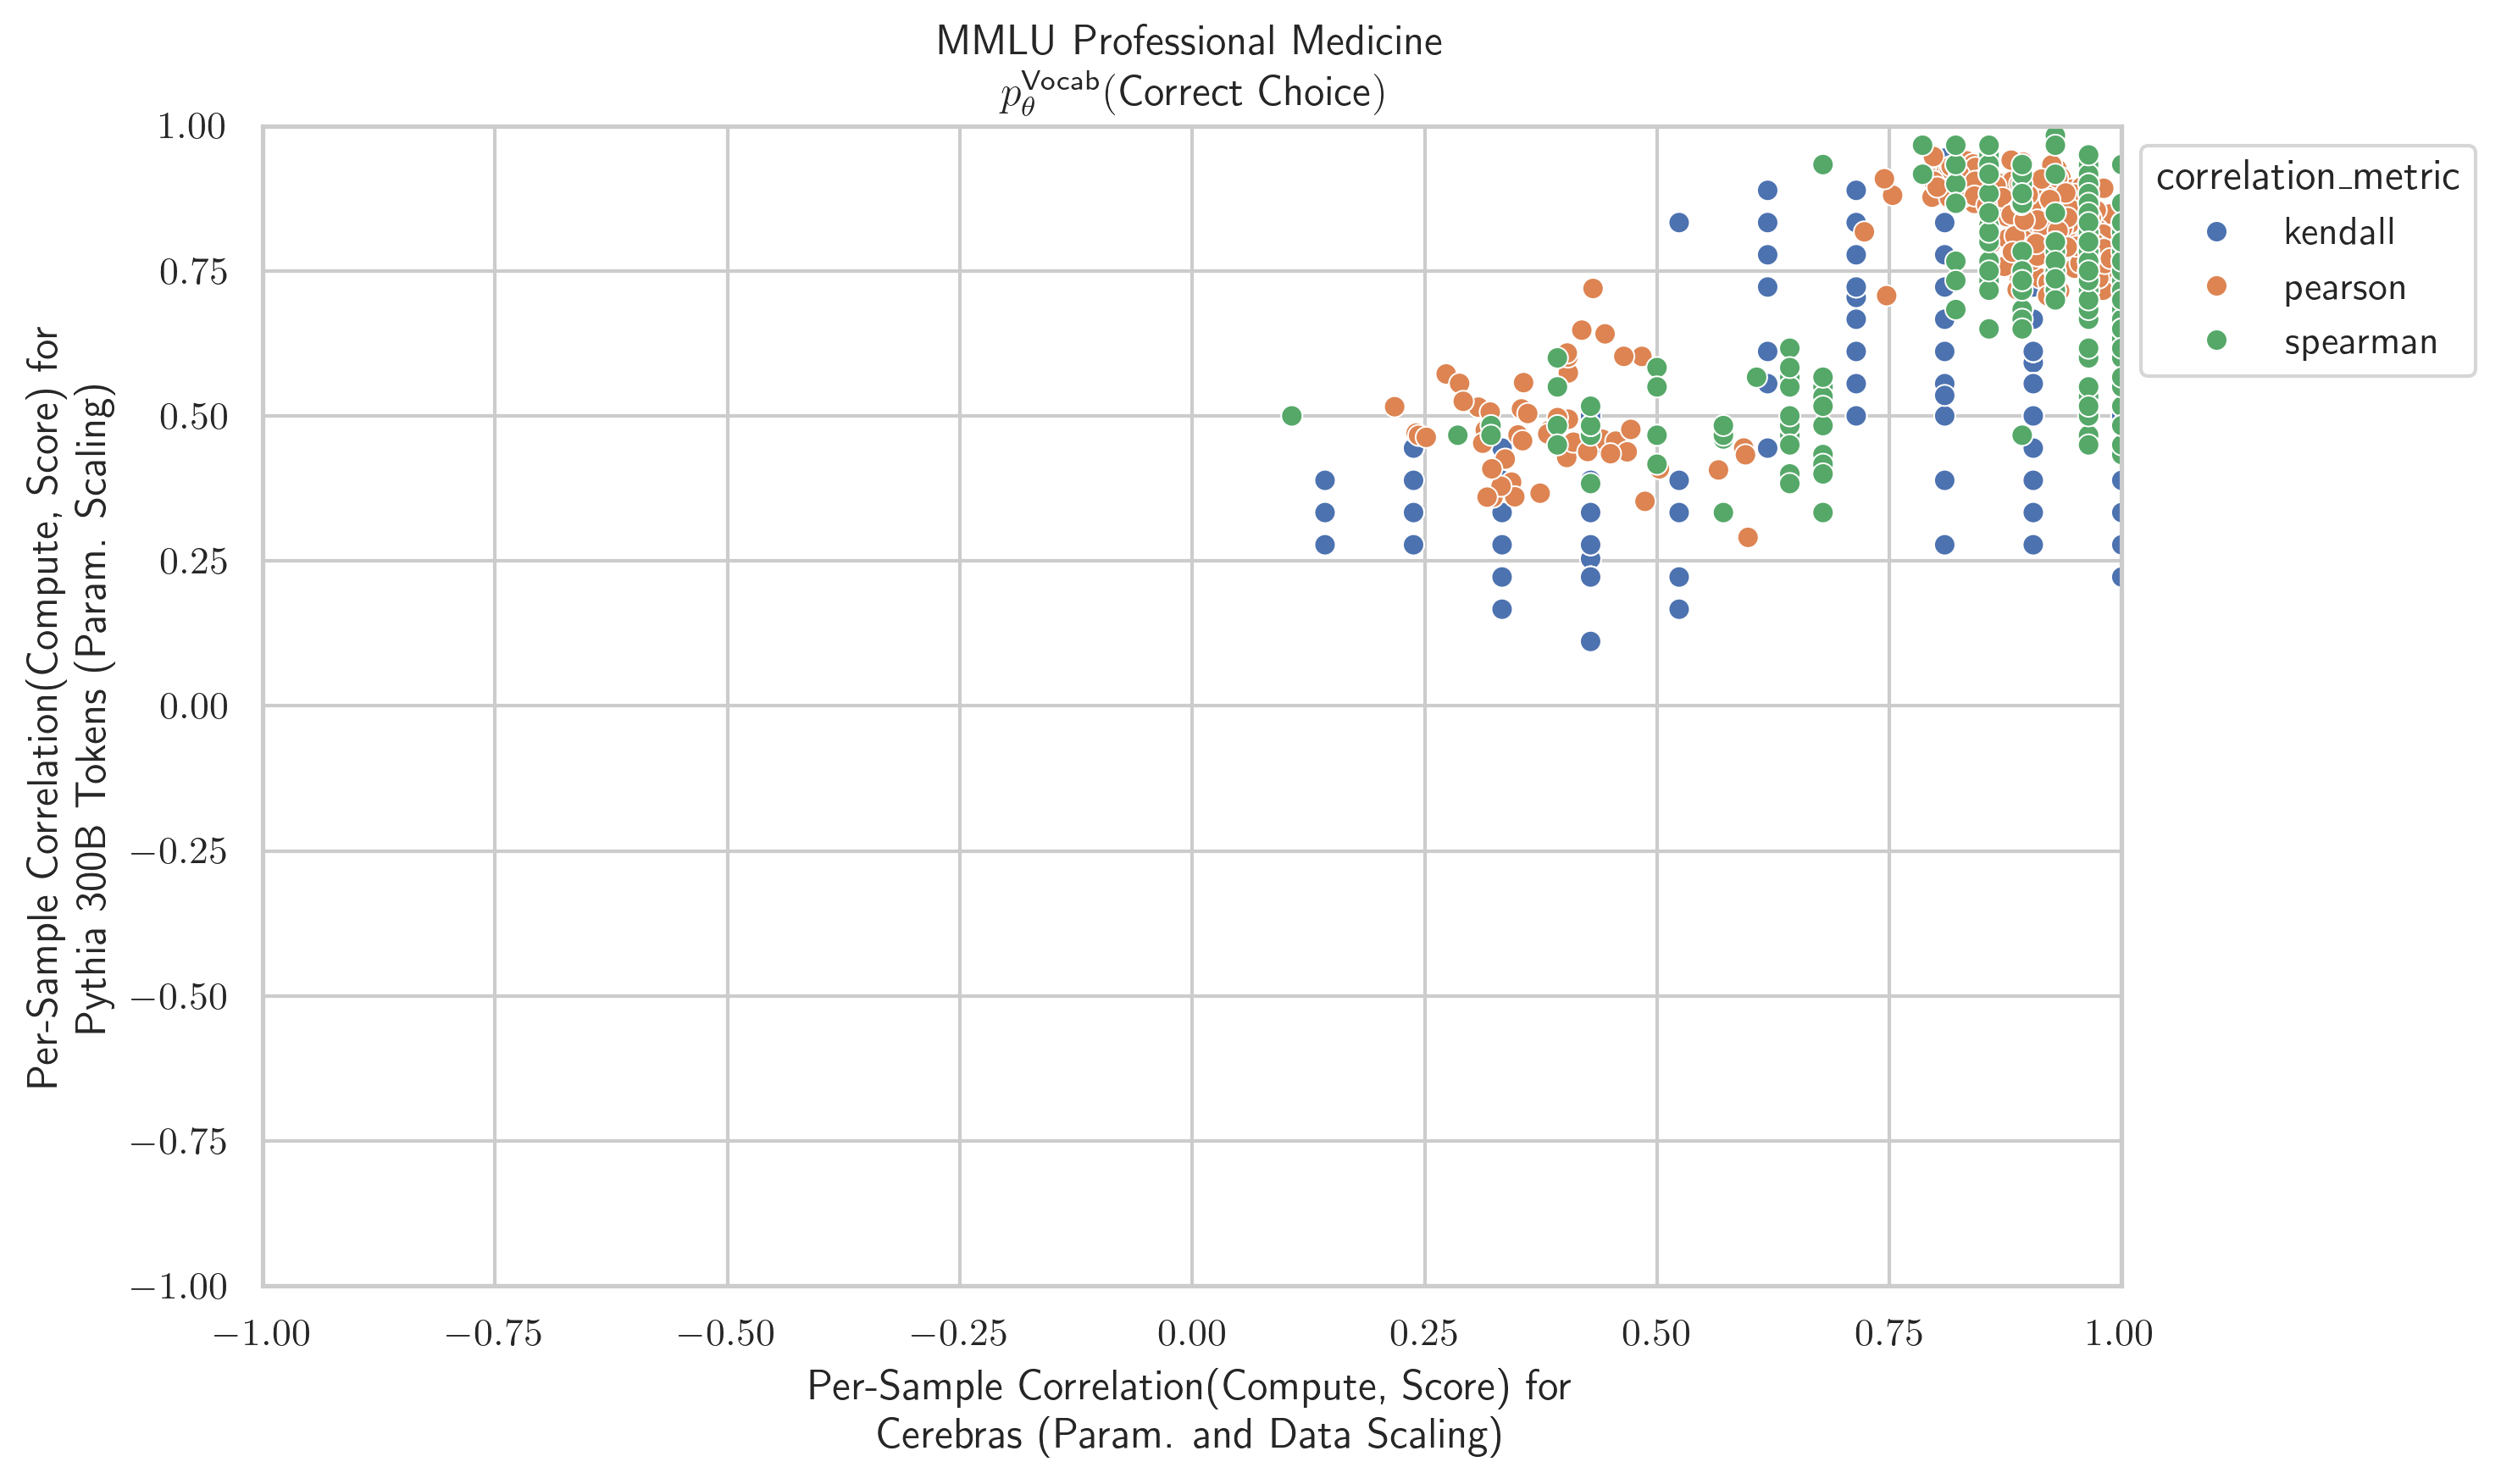 MMLU Professional Medicine
p_θ^Vocab(Correct Choice)
1.00
0.75
0.50
0.25
0.00
−0.25
−0.50
−0.75
−1.00
Per-Sample Correlation(Compute, Score) for
Pythia 300B Tokens (Param. Scaling)
correlation_metric
kendall
pearson
spearman
−1.00 −0.75 −0.50 −0.25 0.00 0.25 0.50 0.75 1.00
Per-Sample Correlation(Compute, Score) for
Cerebras (Param. and Data Scaling)